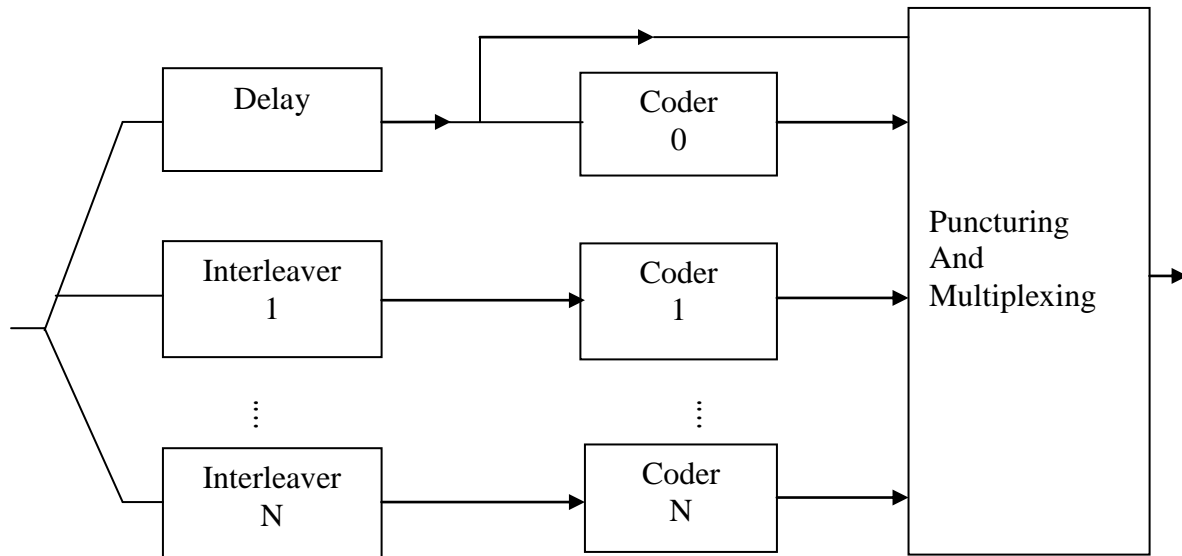 Delay
Coder
0
Interleaver
1
Coder
1
Puncturing
And
Multiplexing
Interleaver
N
Coder
N